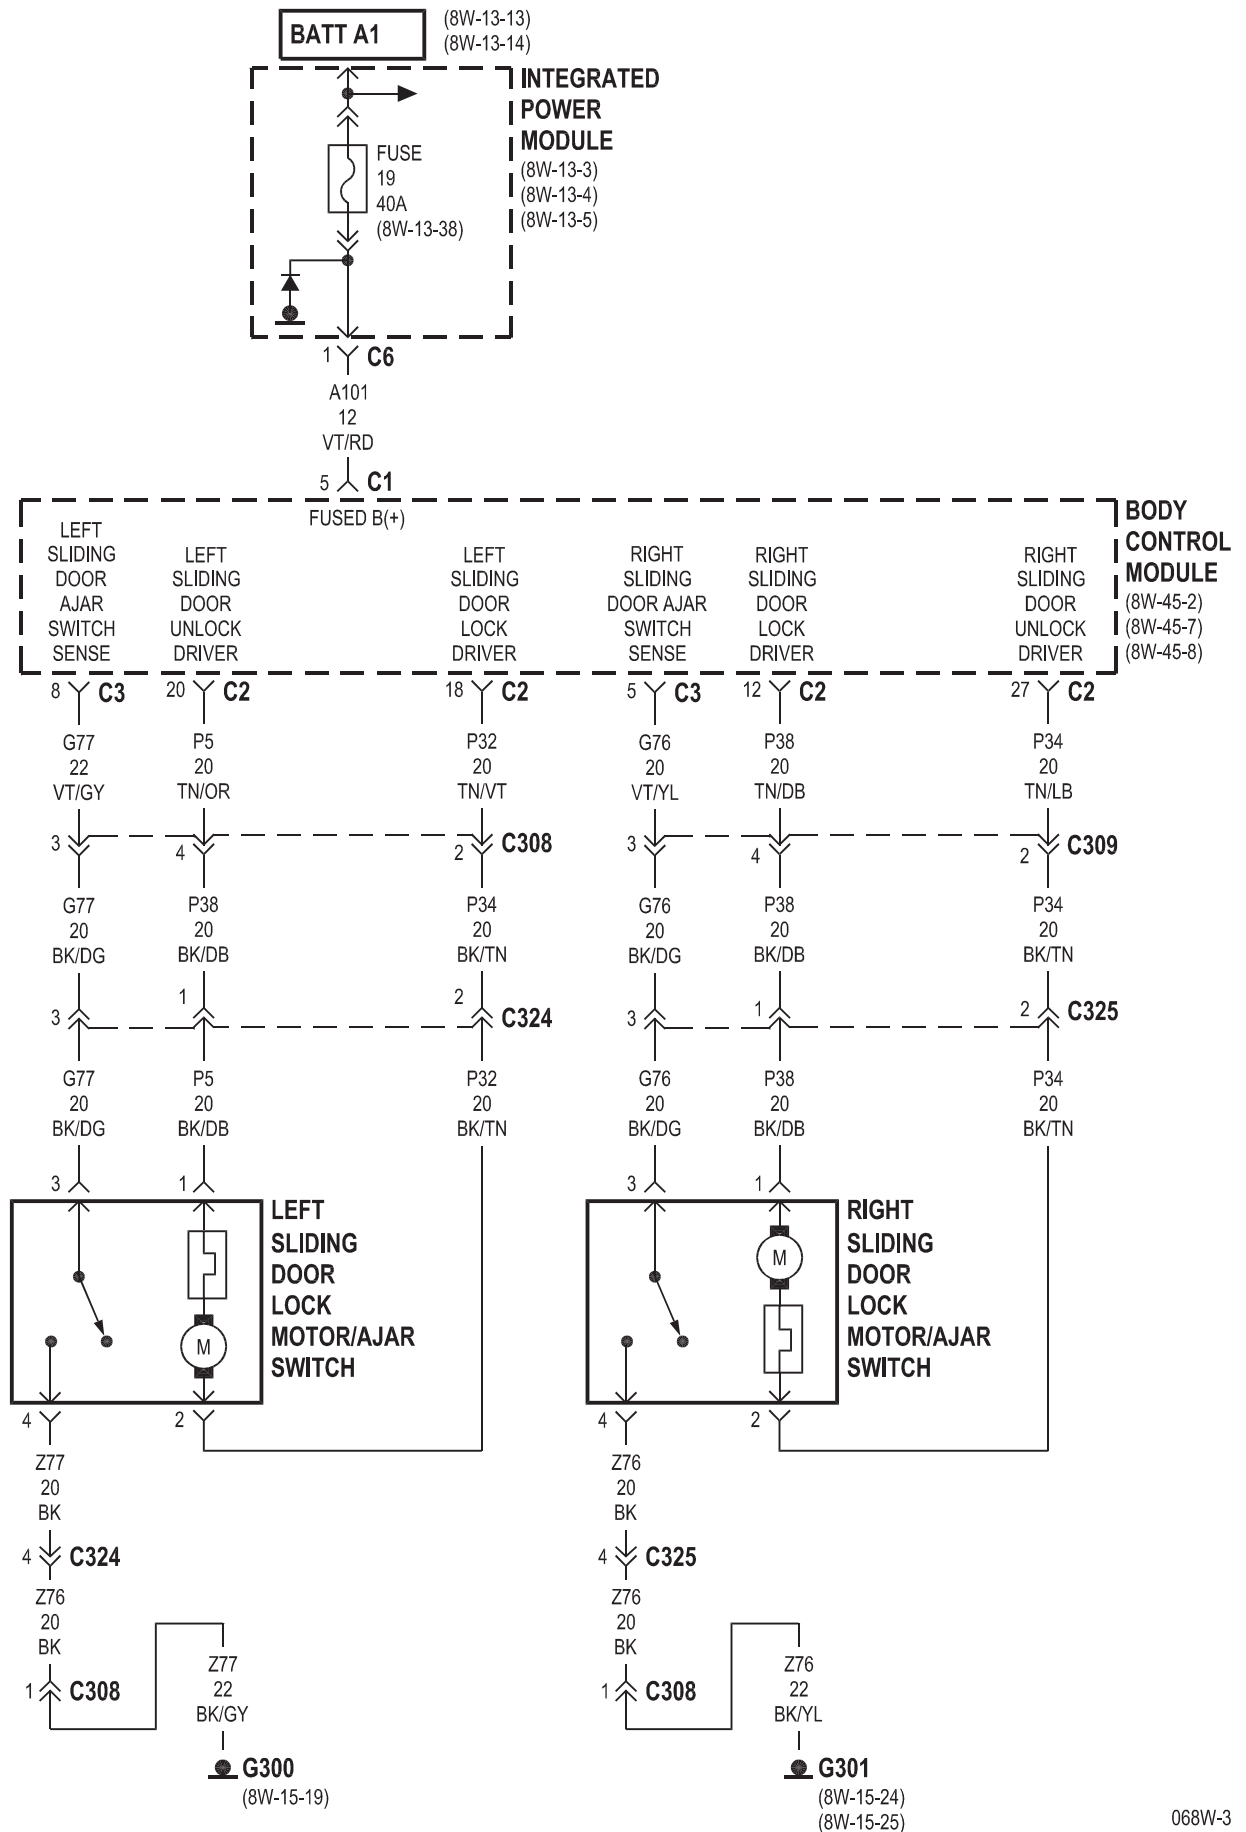 BATT A1
(8W-13-13)
(8W-13-14)
INTEGRATED
POWER
MODULE
(8W-13-3)
(8W-13-4)
(8W-13-5)
FUSE
19
40A
(8W-13-38)
1 C6
A101
12
VT/RD
5 C1
FUSED B(+)
BODY
CONTROL
MODULE
(8W-45-2)
(8W-45-7)
(8W-45-8)
LEFT
SLIDING
DOOR
AJAR
SWITCH
SENSE
LEFT
SLIDING
DOOR
UNLOCK
DRIVER
LEFT
SLIDING
DOOR
LOCK
DRIVER
RIGHT
SLIDING
DOOR AJAR
SWITCH
SENSE
RIGHT
SLIDING
DOOR
LOCK
DRIVER
RIGHT
SLIDING
DOOR
UNLOCK
DRIVER
8 C3 20 C2 18 C2 5 C3 12 C2 27 C2
G77 P5 P32 G76 P38 P34
22 20 20 20 20 20
VT/GY TN/OR TN/VT VT/YL TN/DB TN/LB
3 4 2 C308 3 4 2 C309
G77 P38 P34 G76 P38 P34
20 20 20 20 20 20
BK/DG BK/DB BK/TN BK/DG BK/DB BK/TN
3 1 2 C324 3 1 2 C325
G77 P5 P32 G76 P38 P34
20 20 20 20 20 20
BK/DG BK/DB BK/TN BK/DG BK/DB BK/TN
3 1 3 1
LEFT
SLIDING
DOOR
LOCK
MOTOR/AJAR
SWITCH
M
RIGHT
SLIDING
DOOR
LOCK
MOTOR/AJAR
SWITCH
M
4 2 4 2
Z77 Z76
20 20
BK BK
4 C324 4 C325
Z76 Z76
20 20
BK BK
1 C308 1 C308
Z77 Z76
22 22
BK/GY BK/YL
G300
(8W-15-19)
G301
(8W-15-24)
(8W-15-25)
068W-3